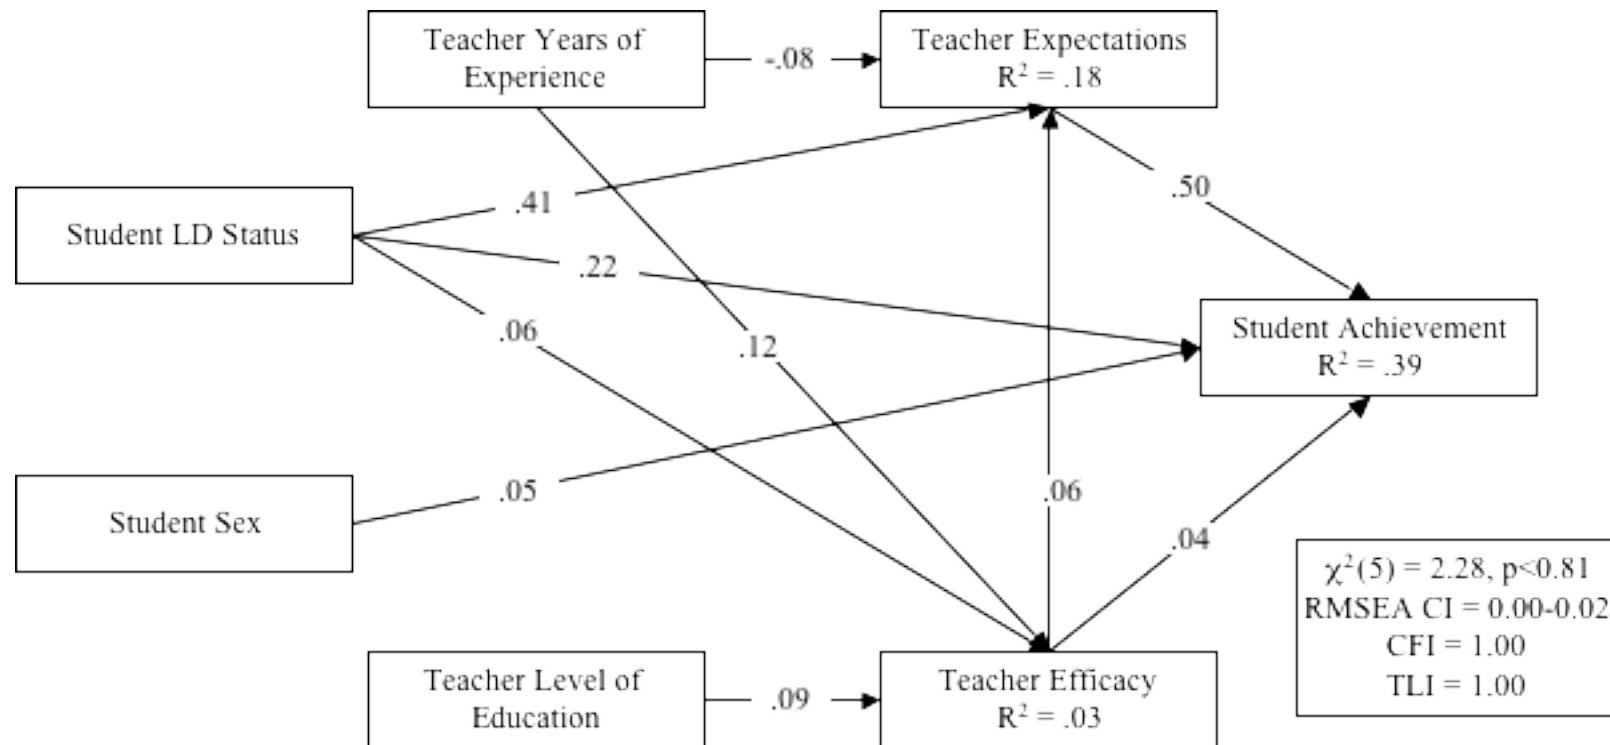 Teacher Years of
Experience
-.08
Teacher Expectations
R² = .18
.41
.50
Student LD Status
.22
.06
.12
Student Achievement
R² = .39
Student Sex
.05
.06
.04
χ²(5) = 2.28, p<0.81
RMSEA CI = 0.00-0.02
CFI = 1.00
TLI = 1.00
Teacher Level of
Education
.09
Teacher Efficacy
R² = .03